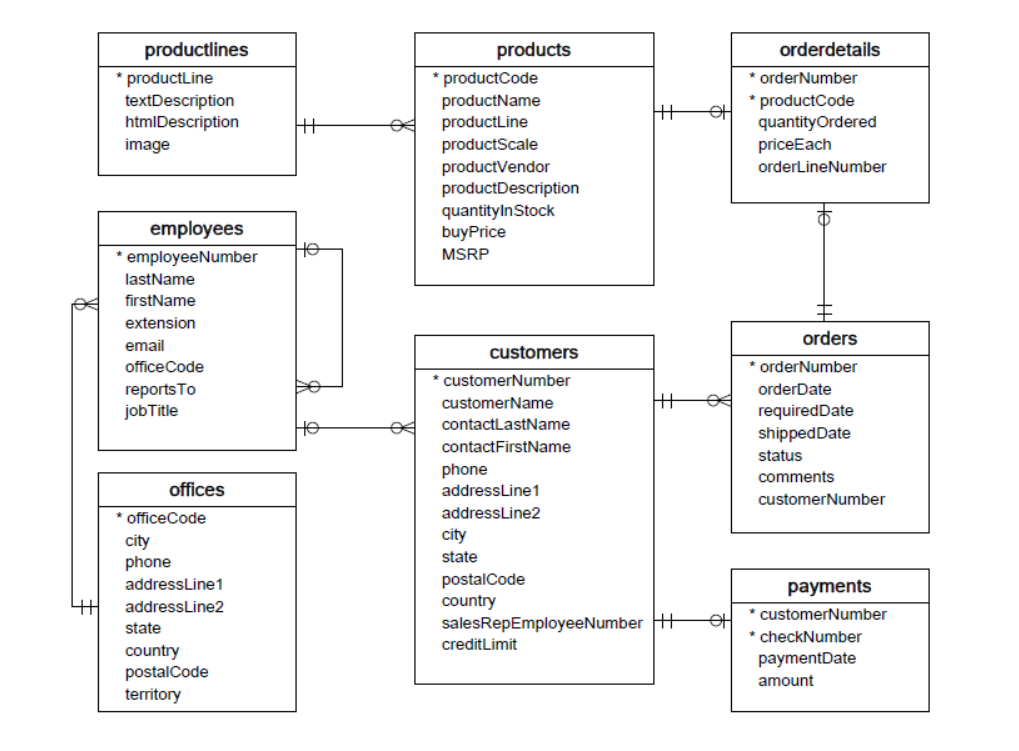 productlines
* productLine
textDescription
htmlDescription
image
products
* productCode
productName
productLine
productScale
productVendor
productDescription
quantityInStock
buyPrice
MSRP
orderdetails
* orderNumber
* productCode
quantityOrdered
priceEach
orderLineNumber
employees
* employeeNumber
lastName
firstName
extension
email
officeCode
reportsTo
jobTitle
customers
* customerNumber
customerName
contactLastName
contactFirstName
phone
addressLine1
addressLine2
city
state
postalCode
country
salesRepEmployeeNumber
creditLimit
orders
* orderNumber
orderDate
requiredDate
shippedDate
status
comments
customerNumber
offices
* officeCode
city
phone
addressLine1
addressLine2
state
country
postalCode
territory
payments
* customerNumber
* checkNumber
paymentDate
amount